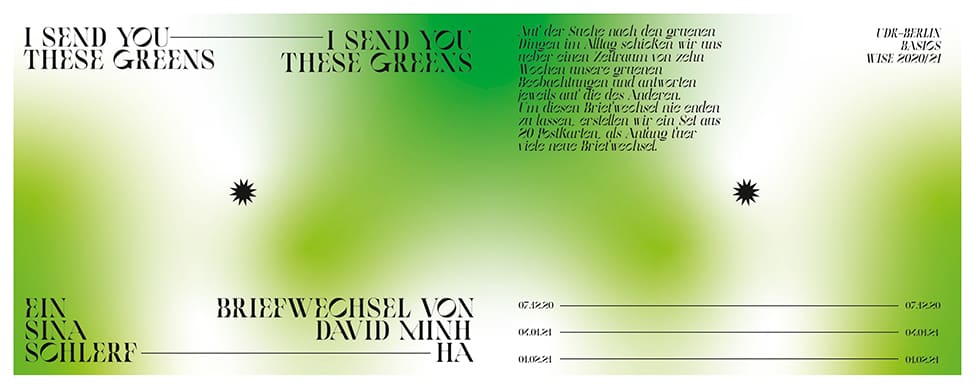 I SEND YOU
THESE GREENS
I SEND YOU
THESE GREENS
Auf der Suche nach den gruenen
Dingen im Alltag schicken wir uns
ueber einen Zeitraum von zehn
Wochen unsere gruenen
Beobachtungen und antworten
jeweils auf die des Anderen.
Um diesen Briefwechsel nie enden
zu lassen, erstellen wir ein Set aus
20 Postkarten, als Anfang fuer
viele neue Briefwechsel.
UDK-BERLIN
BASICS
WISE 2020/21
EIN
SINA
SCHLERF
BRIEFWECHSEL VON
DAVID MINH
HA
07.12.20 07.12.20
04.01.21 04.01.21
01.02.21 01.02.21